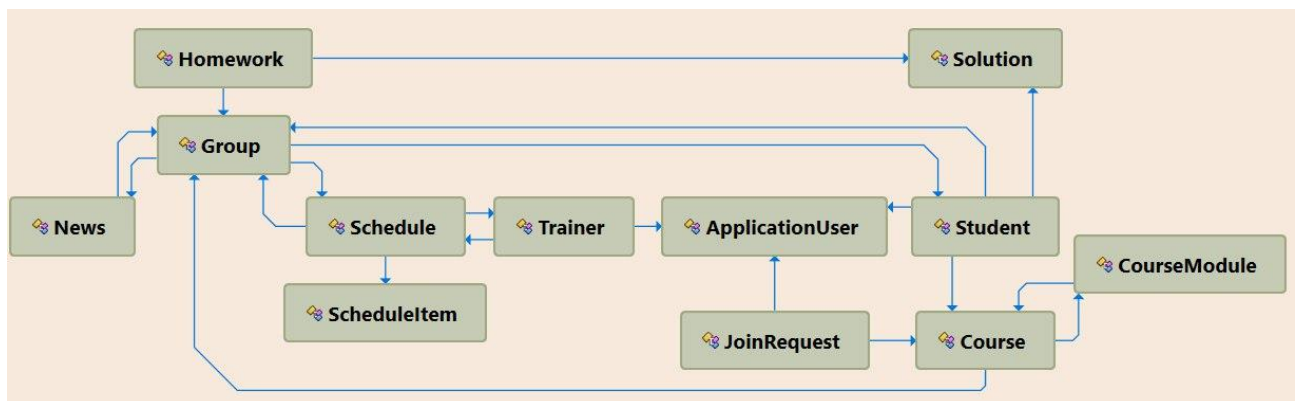 Homework
Solution
Group
News
Schedule
Trainer
ApplicationUser
Student
CourseModule
ScheduleItem
JoinRequest
Course